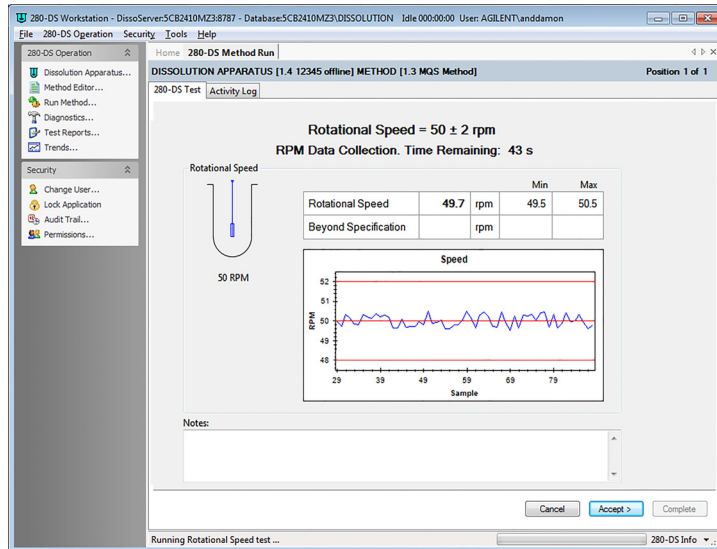 280-DS Workstation - DissoServer:5CB2410MZ3:8787 - Database:5CB2410MZ3\DISSOLUTION Idle 000:00:00 User: AGILENT\anddamon
File 280-DS Operation Security Tools Help
280-DS Operation
Dissolution Apparatus...
Method Editor...
Run Method...
Diagnostics...
Test Reports...
Trends...
Security
Change User...
Lock Application
Audit Trail...
Permissions...
Home 280-DS Method Run
DISSOLUTION APPARATUS [1.4 12345 offline] METHOD [1.3 MQS Method] Position 1 of 1
280-DS Test Activity Log
Rotational Speed = 50 ± 2 rpm
RPM Data Collection. Time Remaining: 43 s
Rotational Speed
50 RPM
Min Max
Rotational Speed 49.7 rpm 49.5 50.5
Beyond Specification rpm
Speed
RPM
52
51
50
49
48
29 39 49 59 69 79
Sample
Notes:
Cancel Accept > Complete
Running Rotational Speed test ... 280-DS Info